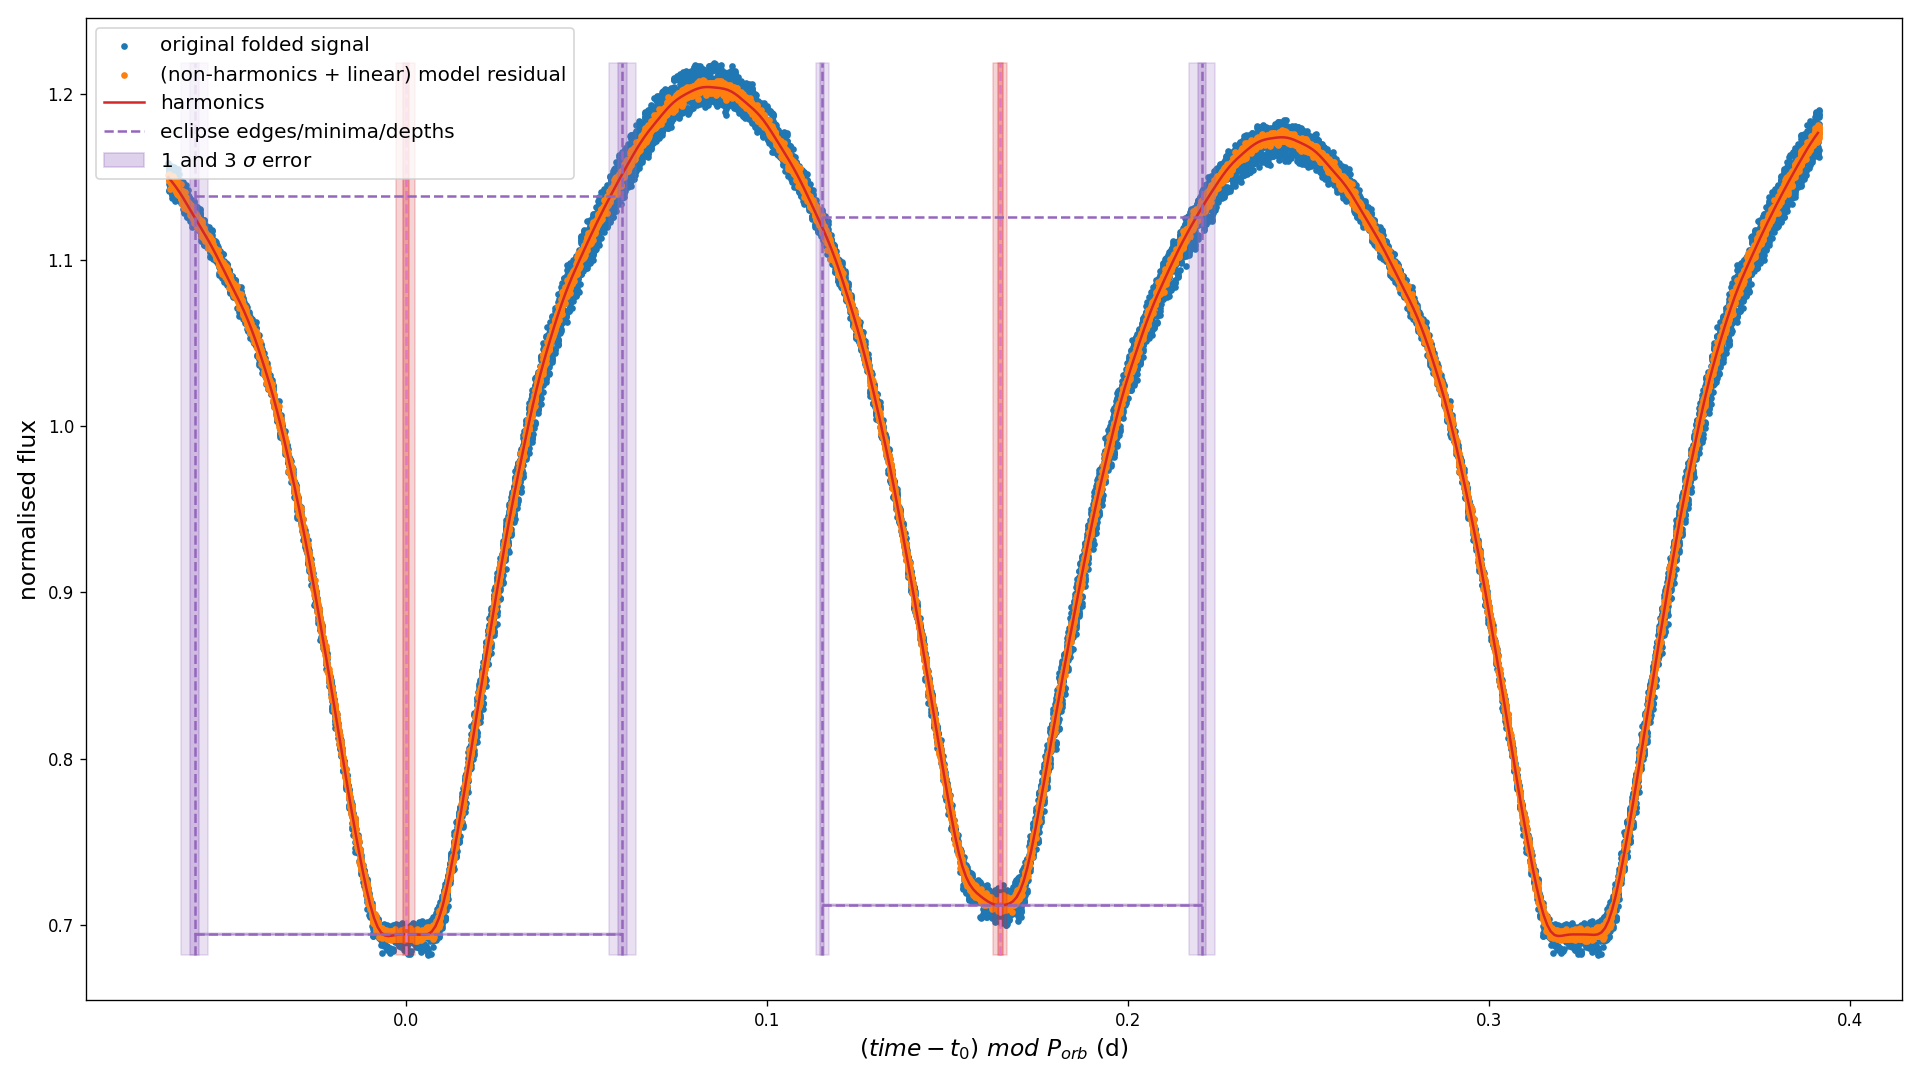 original folded signal
(non-harmonics + linear) model residual
harmonics
eclipse edges/minima/depths
1 and 3 σ error
normalised flux
1.2
1.1
1.0
0.9
0.8
0.7
0.0 0.1 0.2 0.3 0.4
(time − t₀) mod P_orb (d)